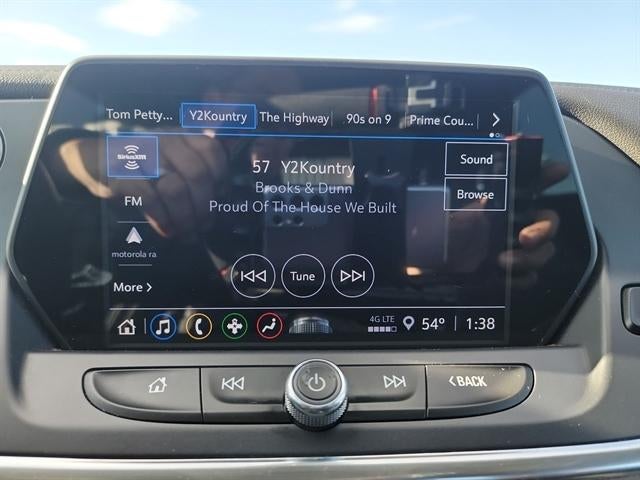 Tom Petty... Y2Kountry The Highway 90s on 9 Prime Cou...
SiriusXM
57 Y2Kountry
Brooks & Dunn
Proud Of The House We Built
Sound
Browse
FM
motorola ra
More >
Tune
4G LTE
54° 1:38
<BACK